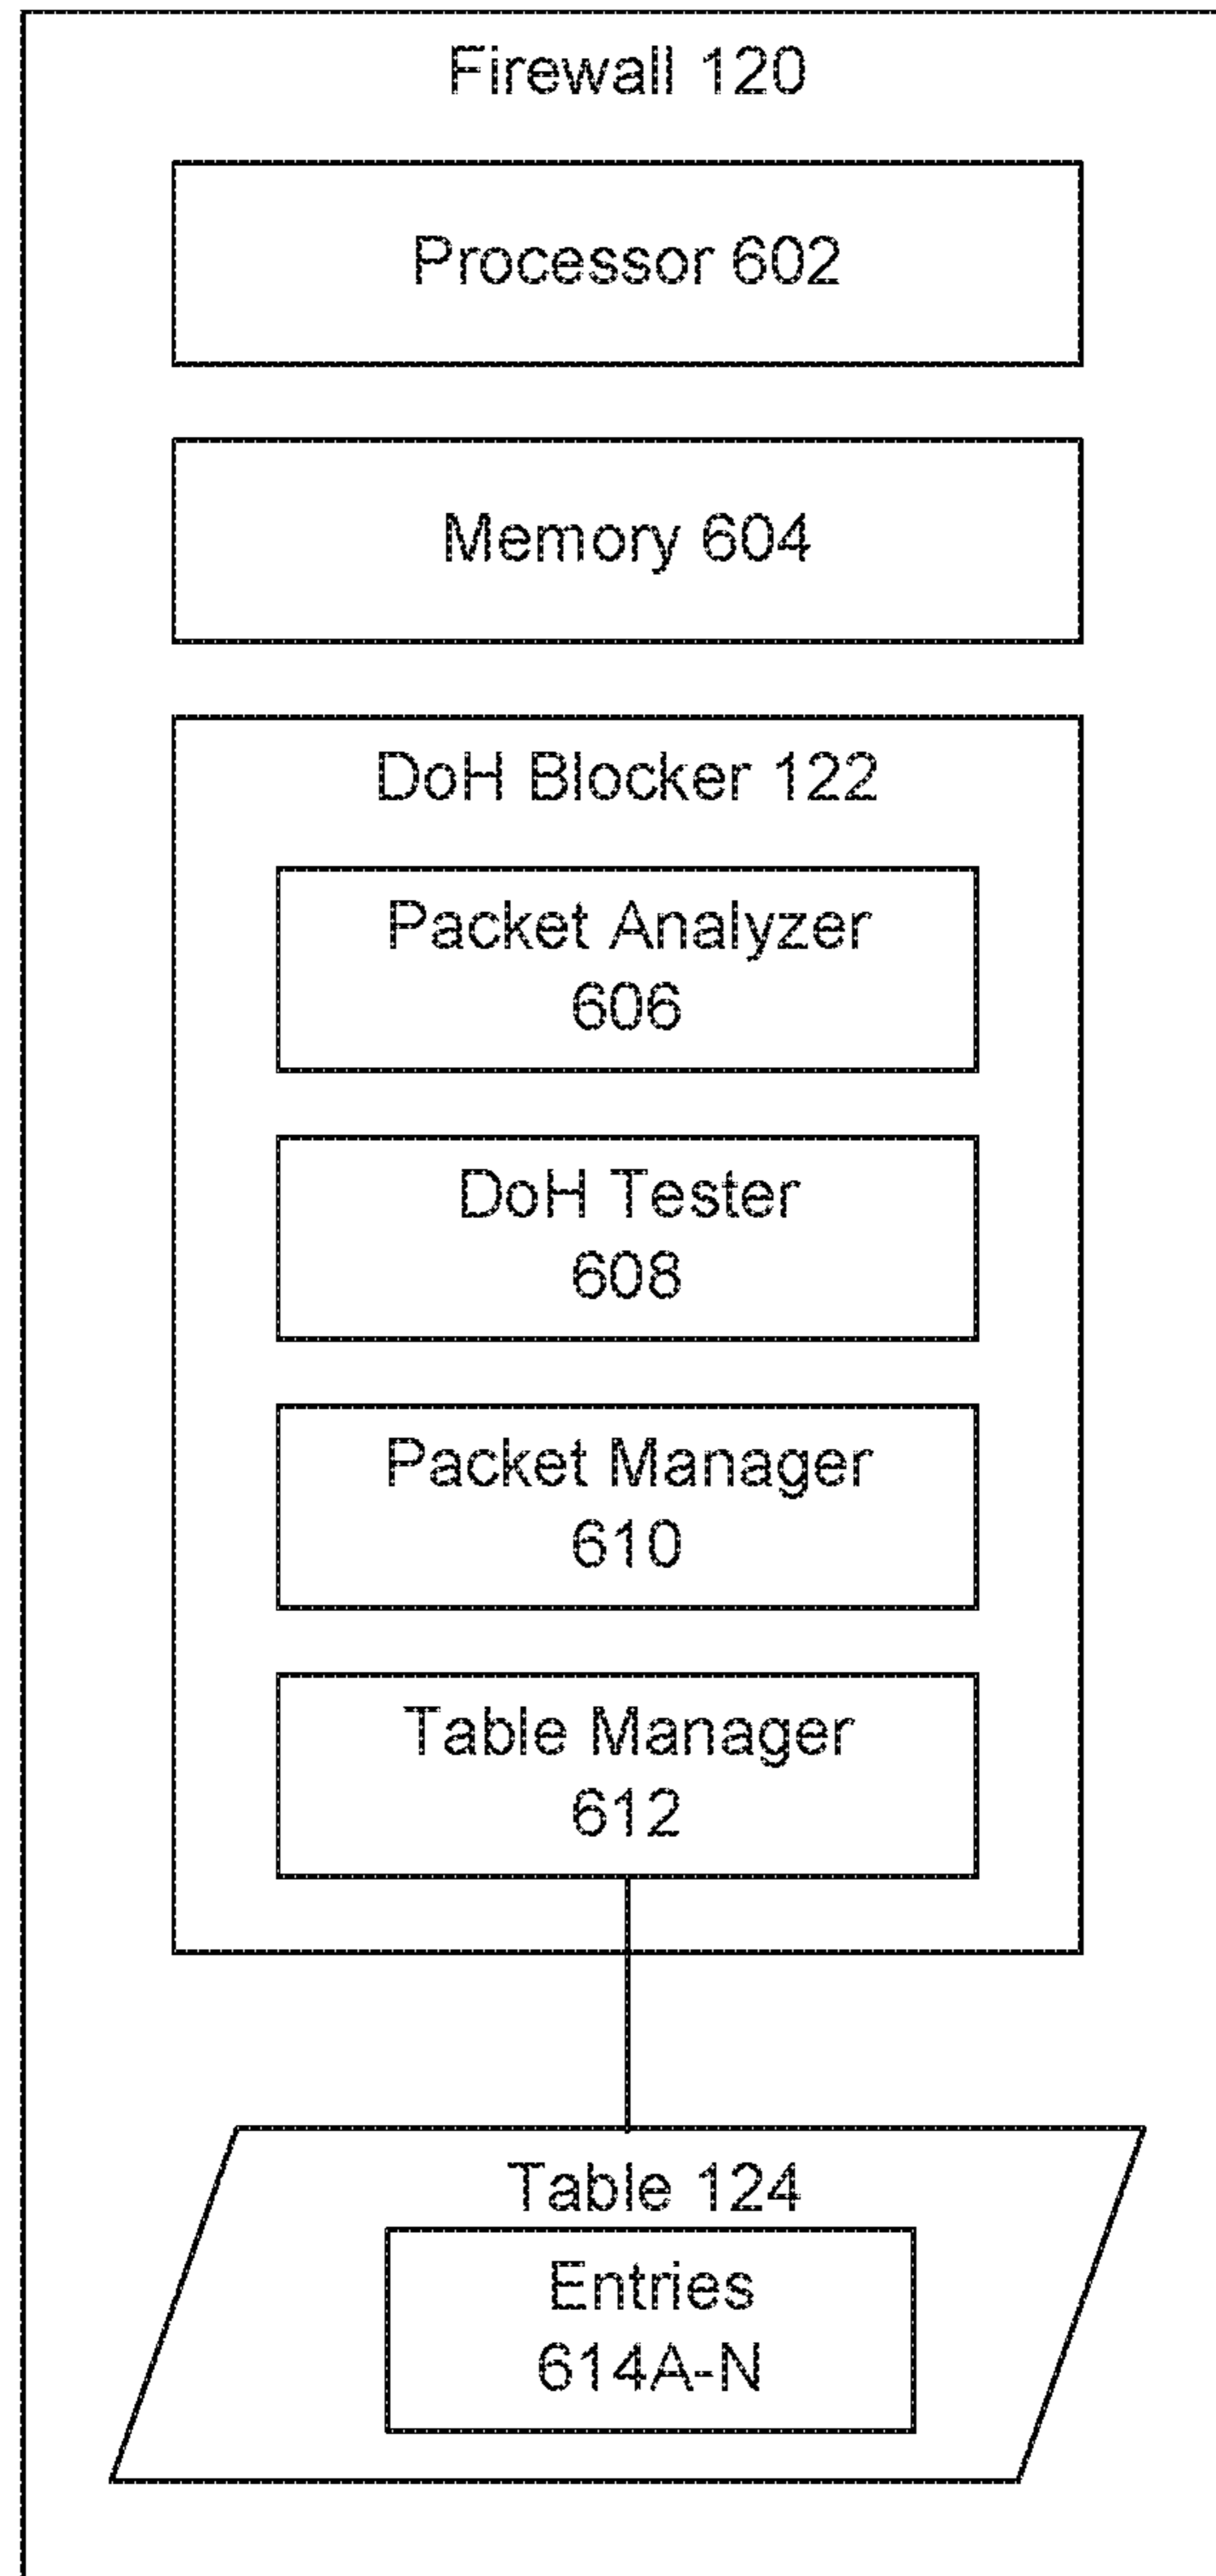 Firewall 120
Processor 602
Memory 604
DoH Blocker 122
Packet Analyzer
606
DoH Tester
608
Packet Manager
610
Table Manager
612
Table 124
Entries
614A-N